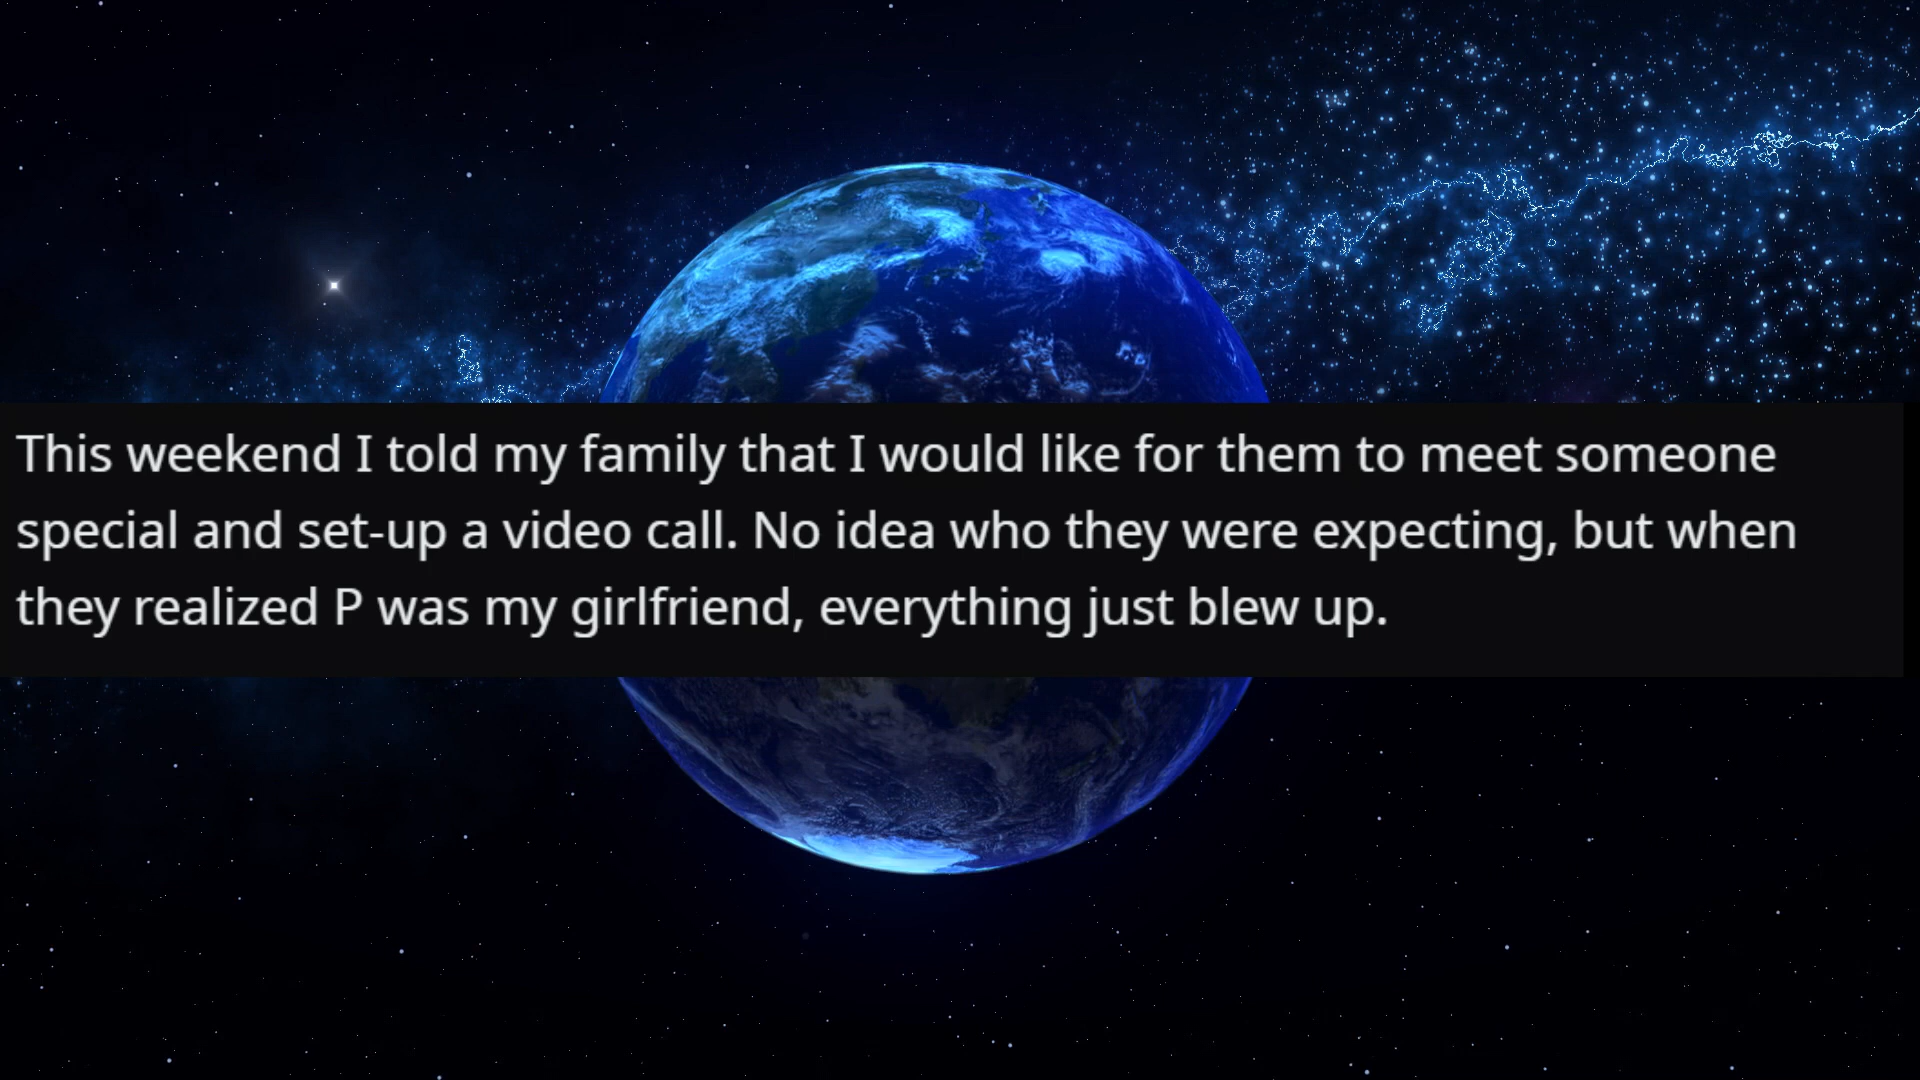 This weekend I told my family that I would like for them to meet someone
special and set-up a video call. No idea who they were expecting, but when
they realized P was my girlfriend, everything just blew up.